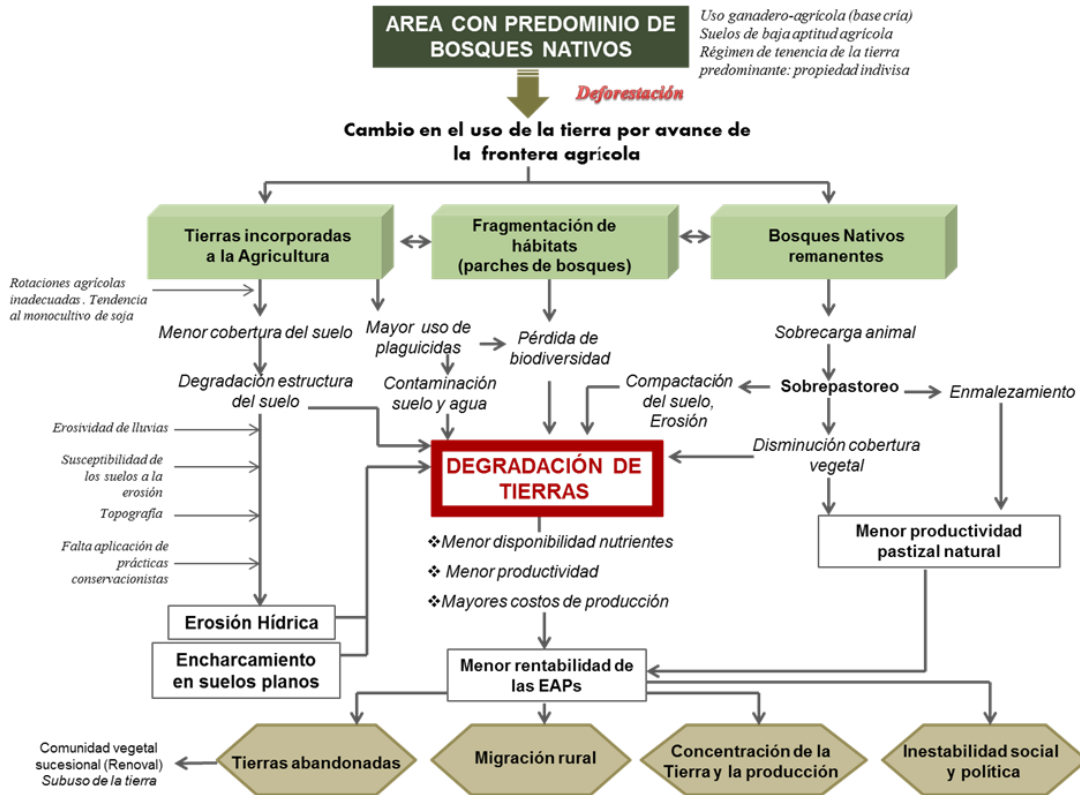 AREA CON PREDOMINIO DE
BOSQUES NATIVOS
Uso ganadero-agrícola (base cría)
Suelos de baja aptitud agrícola
Régimen de tenencia de la tierra
predominante: propiedad indivisa
Deforestación
Cambio en el uso de la tierra por avance de
la frontera agrícola
Tierras incorporadas
a la Agricultura
Fragmentación de
hábitats
(parches de bosques)
Bosques Nativos
remanentes
Rotaciones agrícolas
inadecuadas . Tendencia
al monocultivo de soja
Menor cobertura del suelo
Mayor uso de
plaguicidas
Pérdida de
biodiversidad
Sobrecarga animal
Degradación estructura
del suelo
Contaminación
suelo y agua
Compactación
del suelo,
Erosión
Sobrepastoreo
Enmalezamiento
Erosividad de lluvias
Susceptibilidad de
los suelos a la
erosión
Topografía
Falta aplicación de
prácticas
conservacionistas
DEGRADACIÓN DE
TIERRAS
Disminución cobertura
vegetal
Menor productividad
pastizal natural
❖Menor disponibilidad nutrientes
❖Menor productividad
❖Mayores costos de producción
Erosión Hídrica
Encharcamiento
en suelos planos
Menor rentabilidad de
las EAPs
Comunidad vegetal
sucesional (Renoval)
Subuso de la tierra
Tierras abandonadas
Migración rural
Concentración de la
Tierra y la producción
Inestabilidad social
y política